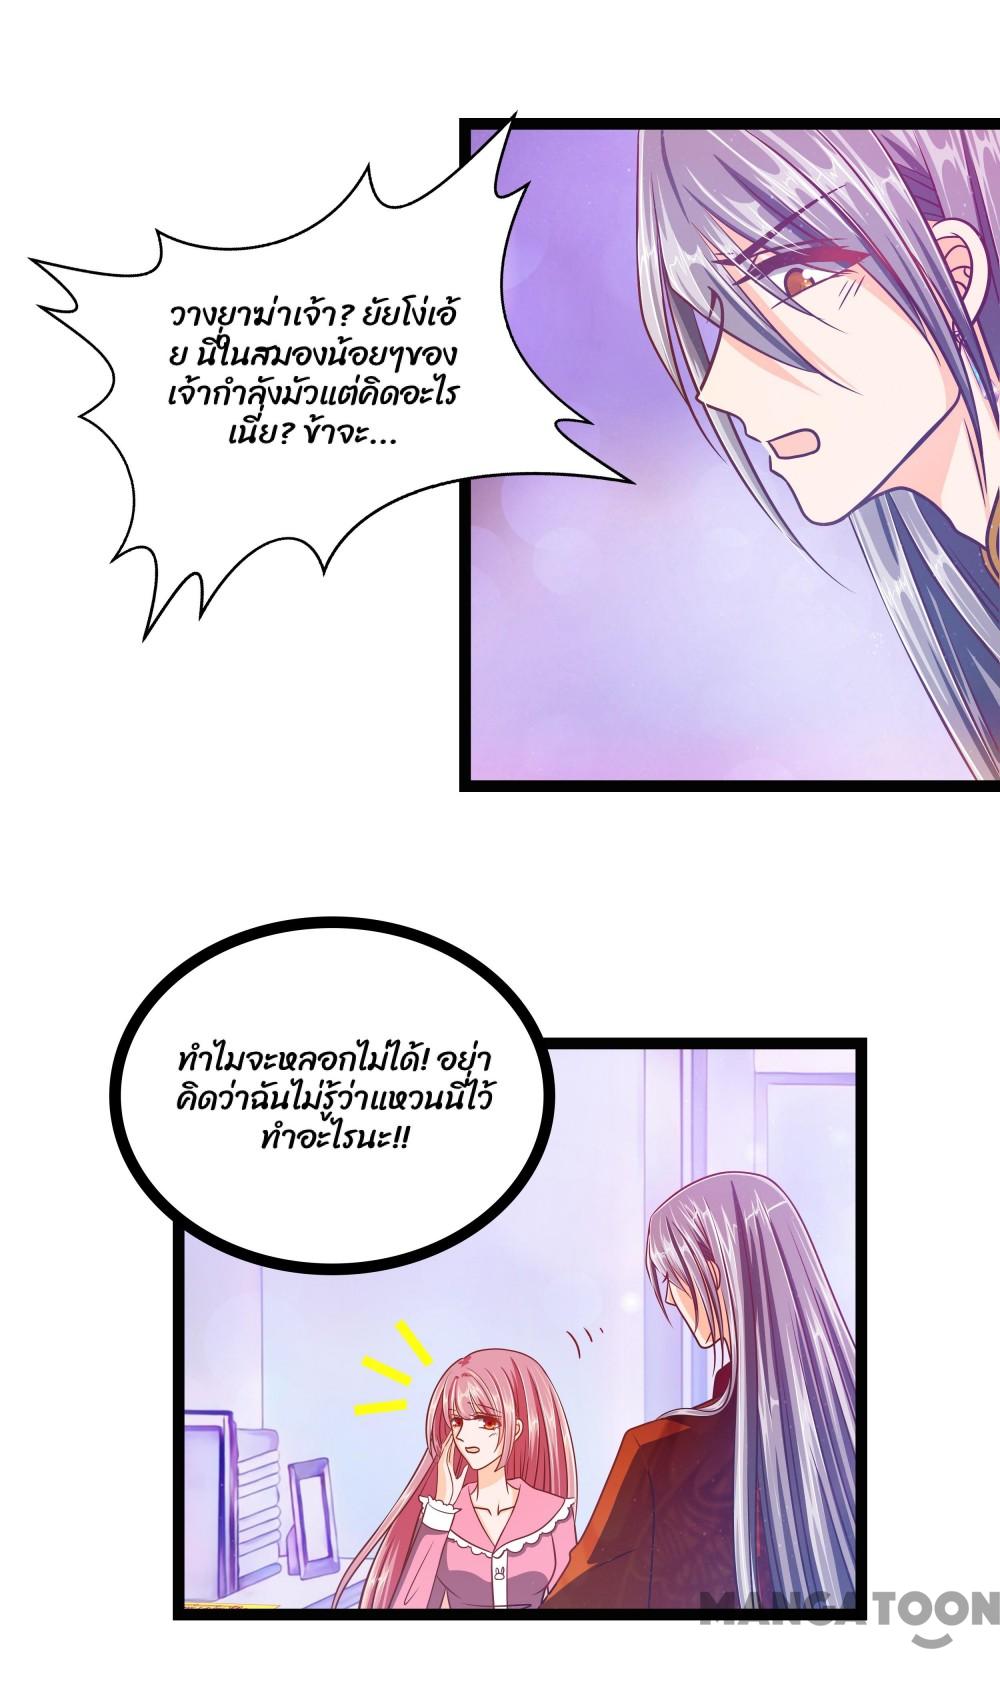 วางยาฆ่าเจ้า? ยัยโง่เอ้
ย นี่ในสมองน้อยๆของ
เจ้ากำลังมัวแต่คิดอะไร
เนี่ย? ข้าจะ...
ทำไมจะหลอกไม่ได้! อย่า
คิดว่าฉันไม่รู้ว่าแหวนนี่ไว้
ทำอะไรนะ!!
MANGATOON